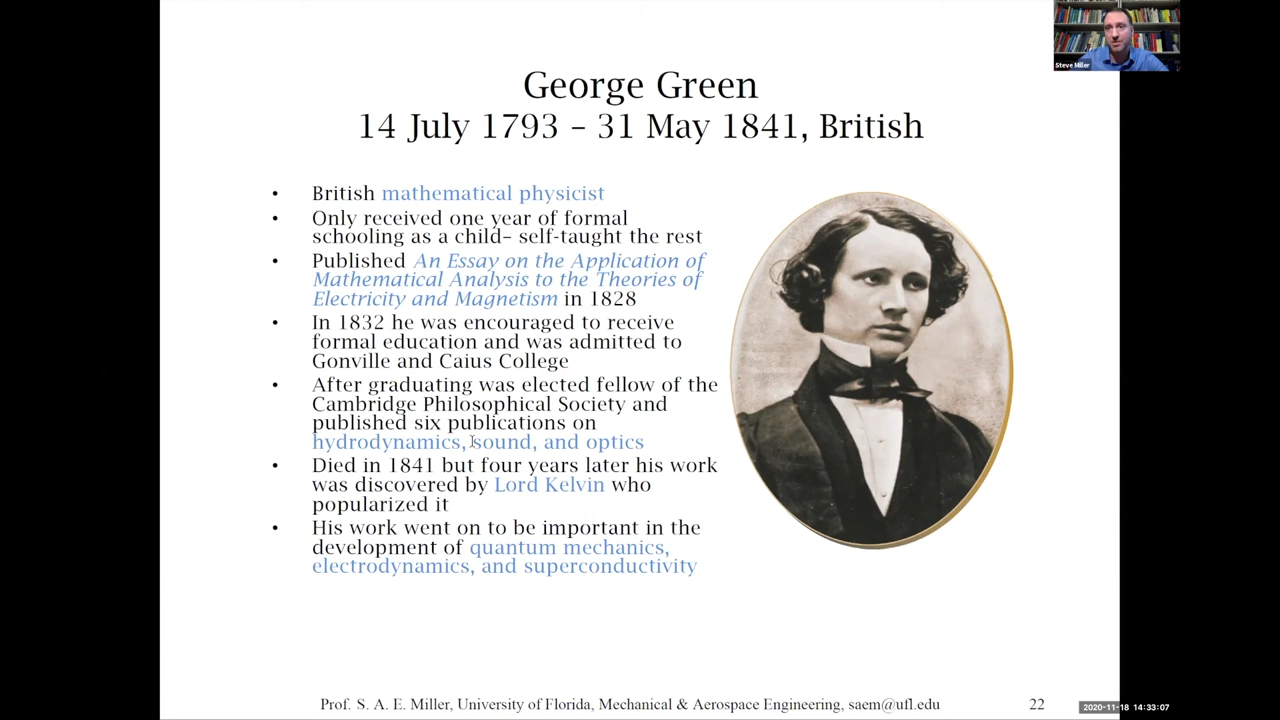 Steve Miller
George Green
14 July 1793 – 31 May 1841, British
• British mathematical physicist
• Only received one year of formal
schooling as a child– self-taught the rest
• Published An Essay on the Application of
Mathematical Analysis to the Theories of
Electricity and Magnetism in 1828
• In 1832 he was encouraged to receive
formal education and was admitted to
Gonville and Caius College
• After graduating was elected fellow of the
Cambridge Philosophical Society and
published six publications on
hydrodynamics, sound, and optics
• Died in 1841 but four years later his work
was discovered by Lord Kelvin who
popularized it
• His work went on to be important in the
development of quantum mechanics,
electrodynamics, and superconductivity
Prof. S. A. E. Miller, University of Florida, Mechanical & Aerospace Engineering, saem@ufl.edu 22
2020-11-18 14:33:07